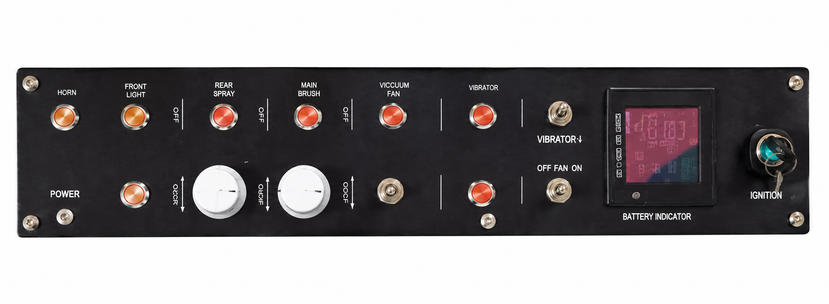 HORN
FRONT
LIGHT
OFF
REAR
SPRAY
OFF
MAIN
BRUSH
OFF
VICCUUM
FAN
VIBRATOR
VIBRATOR↓
POWER
OFF FAN ON
BATTERY INDICATOR
IGNITION